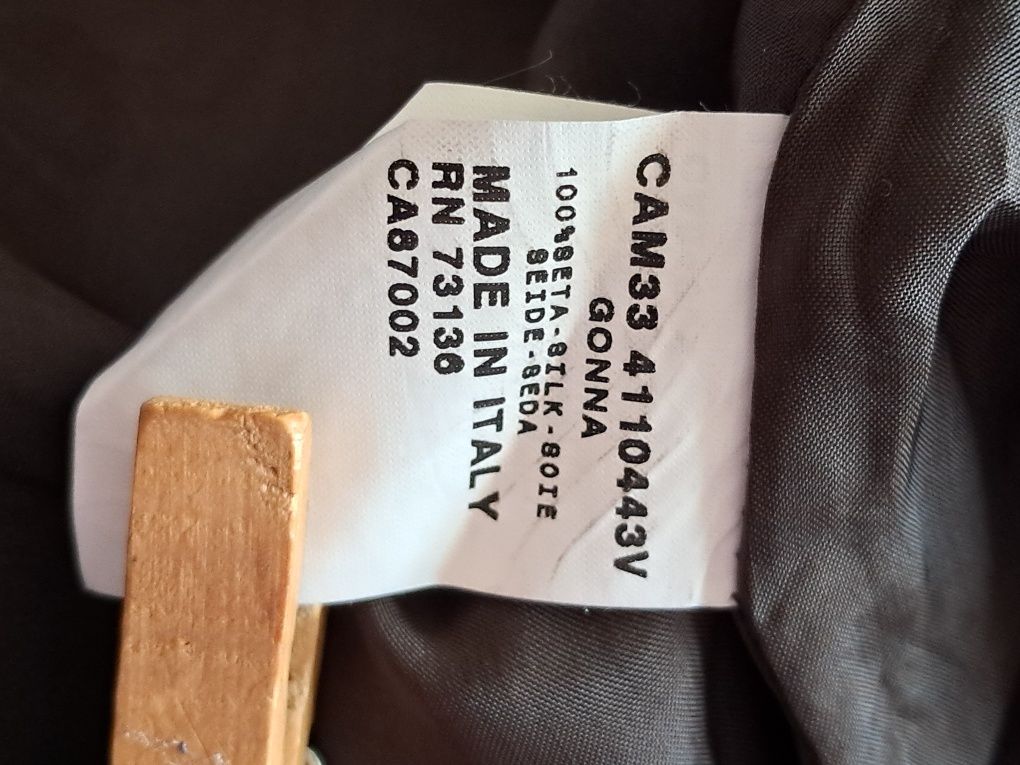 CAM33 4110443V
GONNA
100%SETA-SILK-SOIE
SEIDE-SEDA
MADE IN ITALY
RN 73136
CA87002